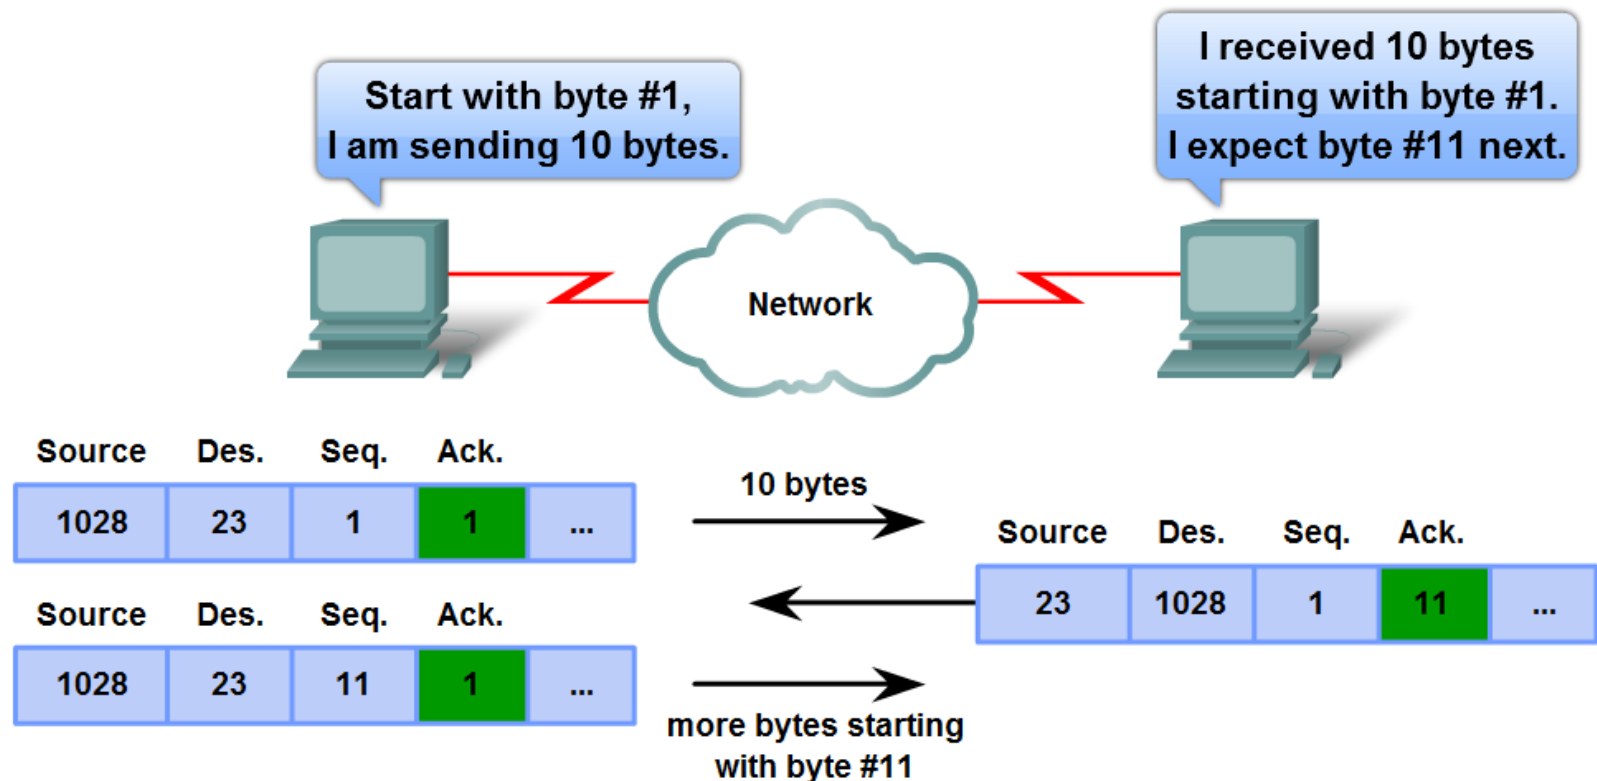 Start with byte #1,
I am sending 10 bytes.
I received 10 bytes
starting with byte #1.
I expect byte #11 next.
Network
Source Des. Seq. Ack.
1028 23 1 1 ...
10 bytes
Source Des. Seq. Ack.
23 1028 1 11 ...
Source Des. Seq. Ack.
1028 23 11 1 ...
more bytes starting
with byte #11